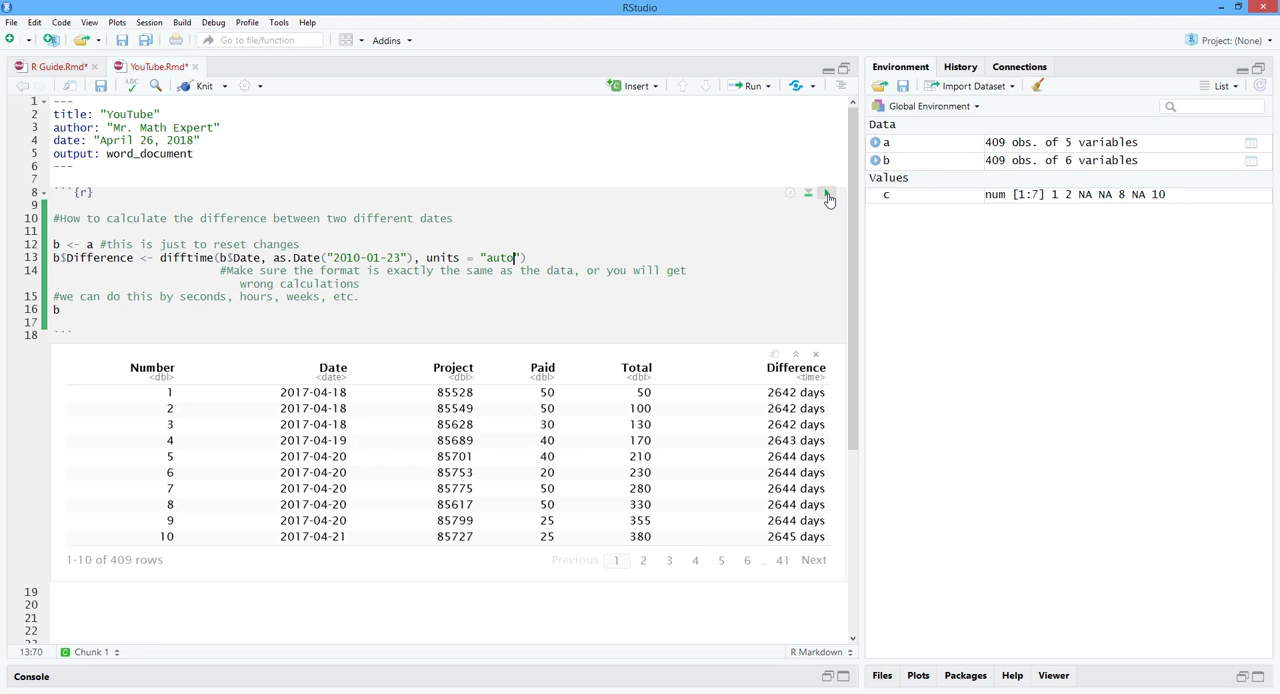 RStudio
File Edit Code View Plots Session Build Debug Profile Tools Help
Go to file/function Addins Project: (None)
R Guide.Rmd* YouTube.Rmd* Environment History Connections
ABC Knit Insert Run Import Dataset List
Global Environment
1 ---
2 title: "YouTube"
3 author: "Mr. Math Expert"
4 date: "April 26, 2018"
5 output: word_document
6 ---
7
8 ```{r}
9
10 #How to calculate the difference between two different dates
11
12 b <- a #this is just to reset changes
13 b$Difference <- difftime(b$Date, as.Date("2010-01-23"), units = "auto")
14 #Make sure the format is exactly the same as the data, or you will get
wrong calculations
15 #we can do this by seconds, hours, weeks, etc.
16 b
17
18 ```
Number Date Project Paid Total Difference
<dbl> <date> <dbl> <dbl> <dbl> <time>
1 2017-04-18 85528 50 50 2642 days
2 2017-04-18 85549 50 100 2642 days
3 2017-04-18 85628 30 130 2642 days
4 2017-04-19 85689 40 170 2643 days
5 2017-04-20 85701 40 210 2644 days
6 2017-04-20 85753 20 230 2644 days
7 2017-04-20 85775 50 280 2644 days
8 2017-04-20 85617 50 330 2644 days
9 2017-04-20 85799 25 355 2644 days
10 2017-04-21 85727 25 380 2645 days
1-10 of 409 rows Previous 1 2 3 4 5 6 ... 41 Next
19
20
21
22
23
13:70 Chunk 1 R Markdown
Console
Data
a 409 obs. of 5 variables
b 409 obs. of 6 variables
Values
c num [1:7] 1 2 NA NA 8 NA 10
Files Plots Packages Help Viewer